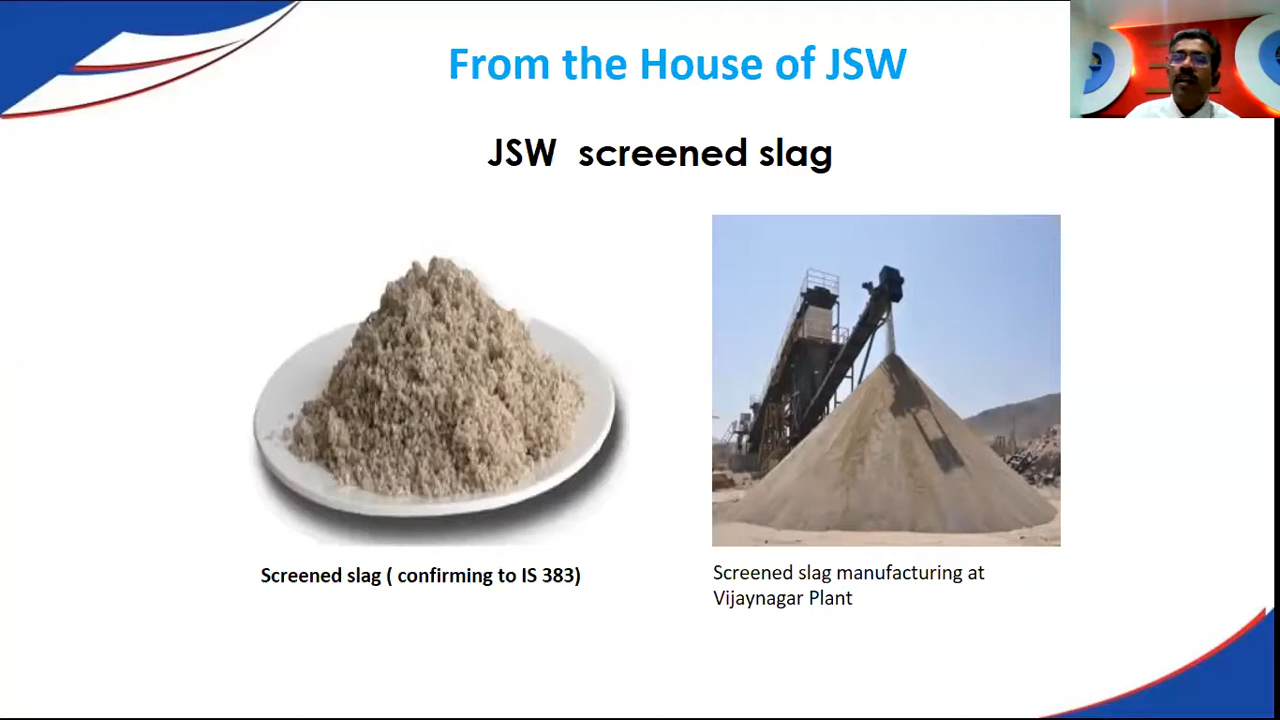 From the House of JSW
JSW screened slag
Screened slag ( confirming to IS 383)
Screened slag manufacturing at
Vijaynagar Plant